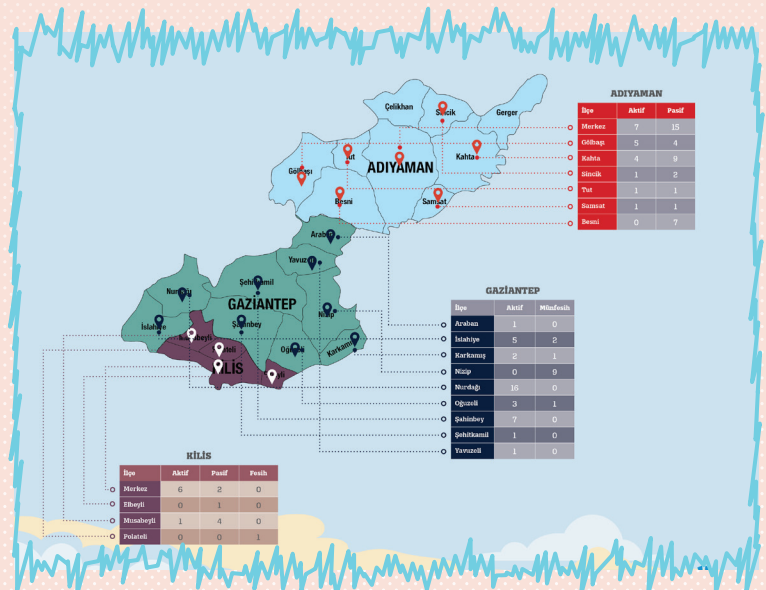 ADIYAMAN
İlçe Aktif Pasif
Merkez 7 15
Gölbaşı 5 4
Kahta 4 9
Sincik 1 2
Tut 1 1
Samsat 1 1
Besni 0 7
Çelikhan
Sincik
Gerger
Tut
ADIYAMAN
Kahta
Gölbaşı
Besni
Samsat
Araban
Yavuzeli
Şehitkamil
Nurdağı
GAZİANTEP
Nizip
İslahiye
Şahinbey
Musabeyli
Polateli
Oğuzeli
Karkamış
KİLİS
Elbeyli
GAZİANTEP
İlçe Aktif Münfesih
Araban 1 0
İslahiye 5 2
Karkamış 2 1
Nizip 0 9
Nurdağı 16 0
Oğuzeli 3 1
Şahinbey 7 0
Şehitkamil 1 0
Yavuzeli 1 0
KİLİS
İlçe Aktif Pasif Fesih
Merkez 6 2 0
Elbeyli 0 1 0
Musabeyli 1 4 0
Polateli 0 0 1